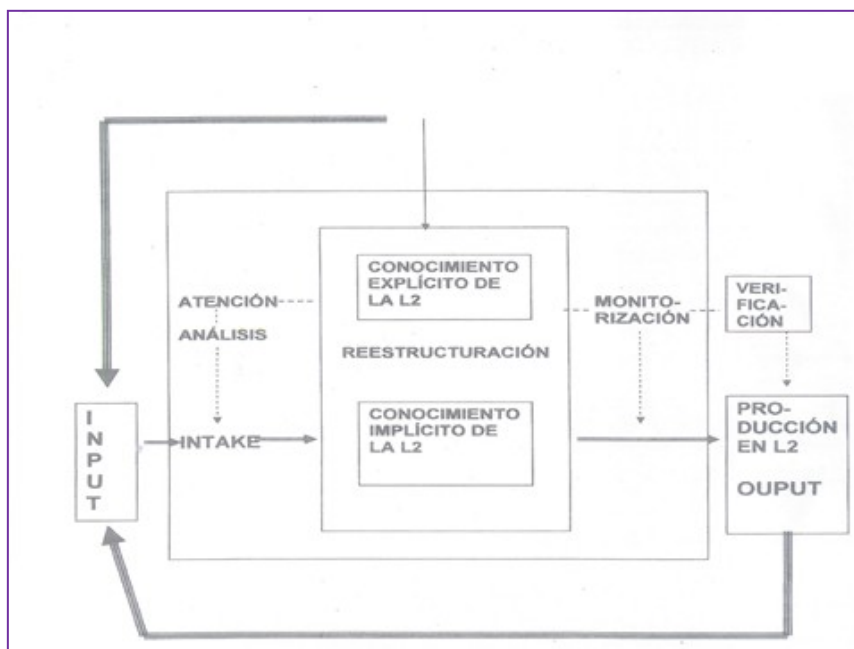 CONOCIMIENTO
EXPLÍCITO DE
LA L2
ATENCIÓN
ANÁLISIS
MONITO-
RIZACIÓN
VERI-
FICA-
CIÓN
REESTRUCTURACIÓN
INPUT
INTAKE
CONOCIMIENTO
IMPLÍCITO DE
LA L2
PRO-
DUCCIÓN
EN L2
OUPUT